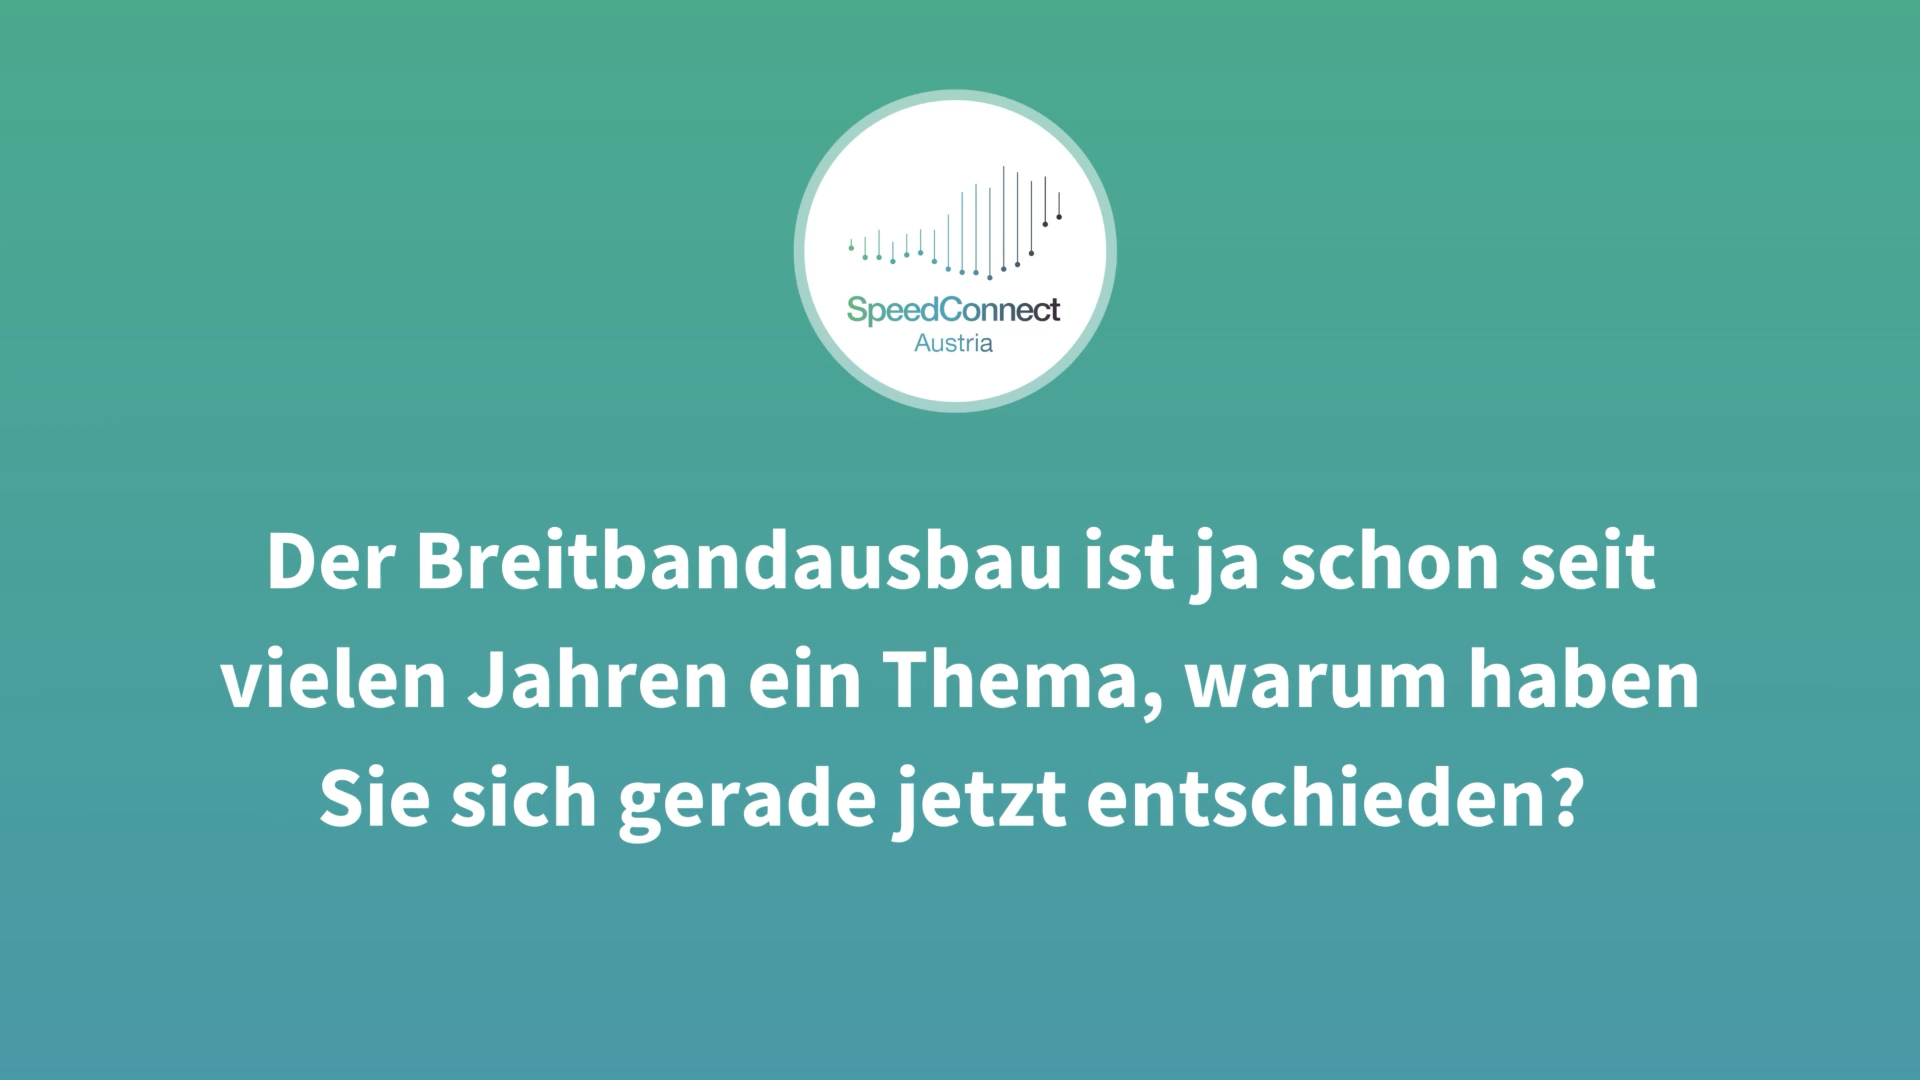 SpeedConnect
Austria
Der Breitbandausbau ist ja schon seit
vielen Jahren ein Thema, warum haben
Sie sich gerade jetzt entschieden?